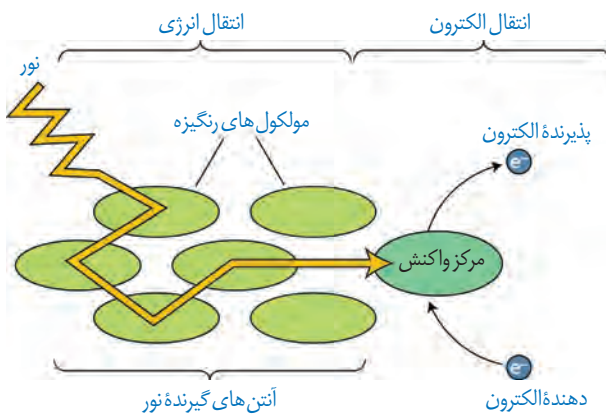 انتقال الکترون
انتقال انرژی
نور
مولکول‌های رنگیزه
پذیرندهٔ الکترون
e⁻
مرکز واکنش
e⁻
دهندهٔ الکترون
آنتن‌های گیرندهٔ نور